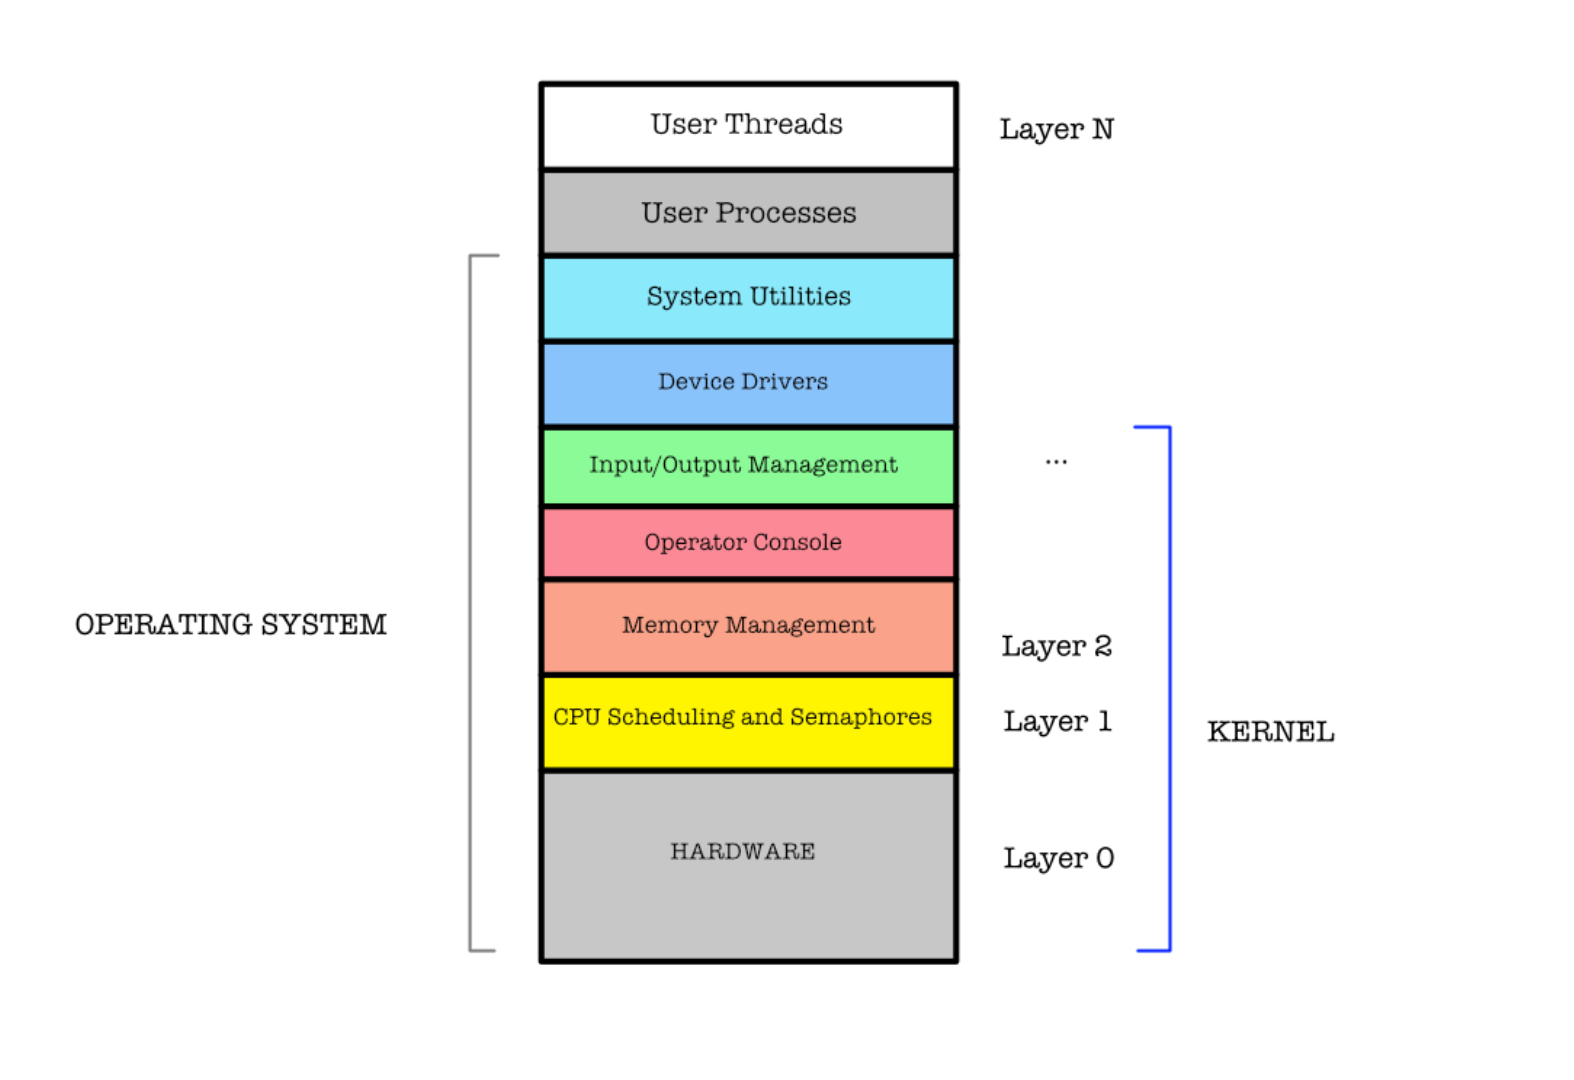 User Threads
Layer N
User Processes
System Utilities
Device Drivers
Input/Output Management
...
Operator Console
OPERATING SYSTEM
Memory Management
Layer 2
CPU Scheduling and Semaphores
Layer 1
KERNEL
HARDWARE
Layer 0